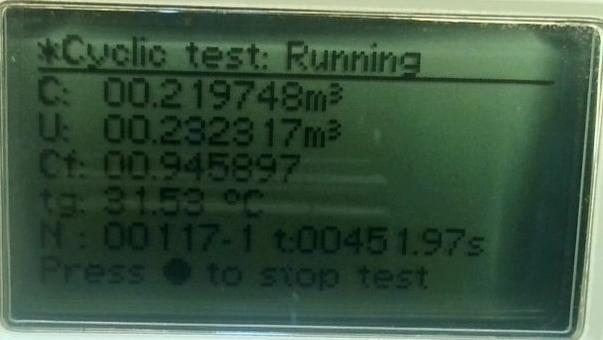 *Cyclic test: Running
C: 00.219748m³
U: 00.232317m³
Cf: 00.945897
tg: 31.53 °C
N : 00117-1 t:00451.97s
Press ● to stop test